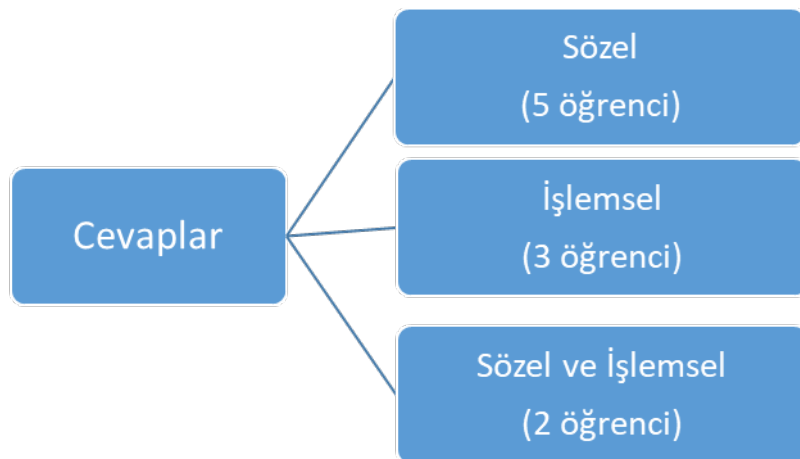 Cevaplar
Sözel
(5 öğrenci)
İşlemsel
(3 öğrenci)
Sözel ve İşlemsel
(2 öğrenci)